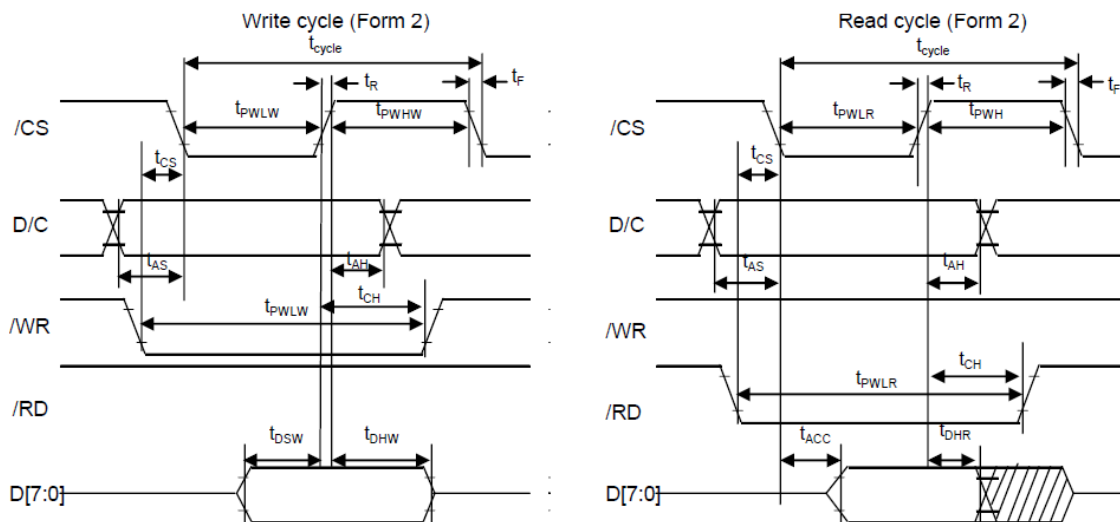 Write cycle (Form 2)
tcycle
tR
tF
/CS
tPWLW
tPWHW
tCS
D/C
tAS
tAH
/WR
tPWLW
tCH
/RD
tDSW
tDHW
D[7:0]
Read cycle (Form 2)
tcycle
tR
tF
/CS
tPWLR
tPWH
tCS
D/C
tAS
tAH
/WR
tCH
tPWLR
/RD
tACC
tDHR
D[7:0]